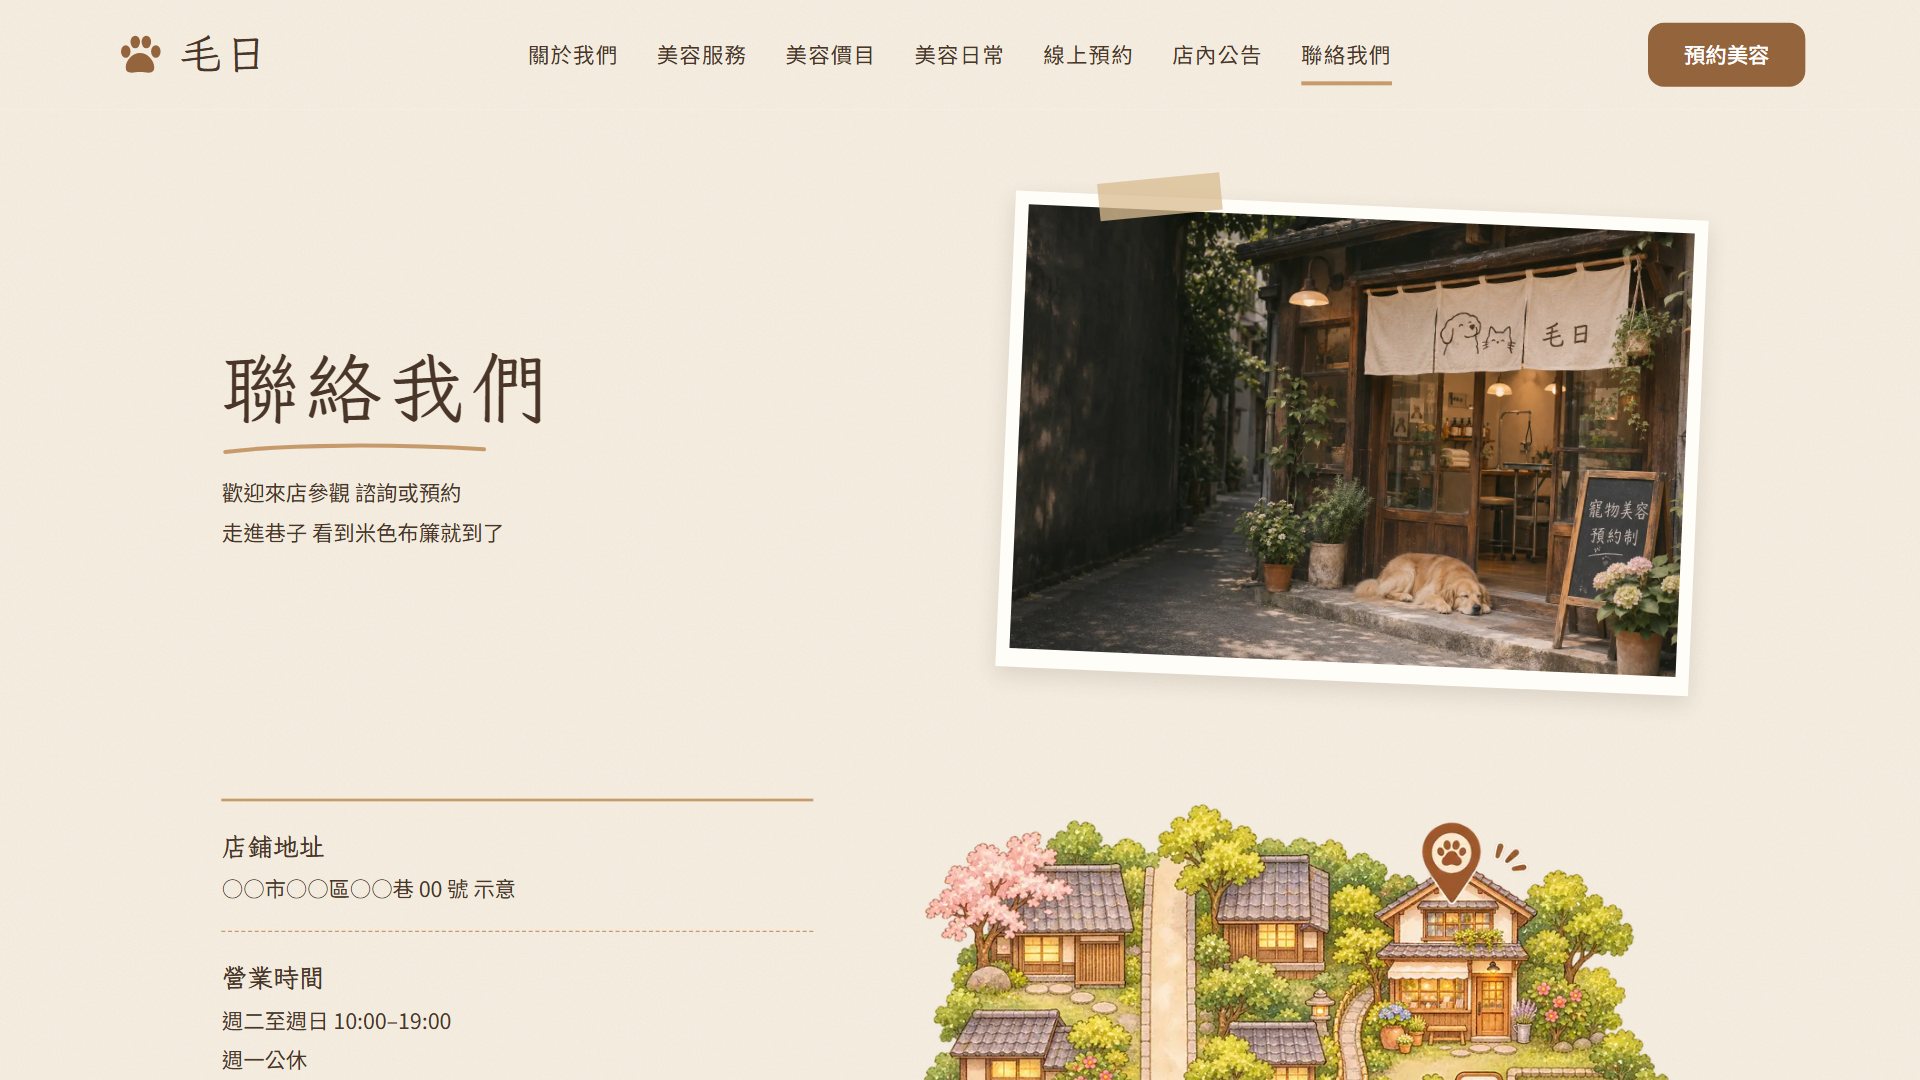 毛日
關於我們
美容服務
美容價目
美容日常
線上預約
店內公告
聯絡我們
預約美容
毛日
寵物美容
預約制
聯絡我們
歡迎來店參觀 諮詢或預約
走進巷子 看到米色布簾就到了
店鋪地址
〇〇市〇〇區〇〇巷 00 號 示意
營業時間
週二至週日 10:00–19:00
週一公休